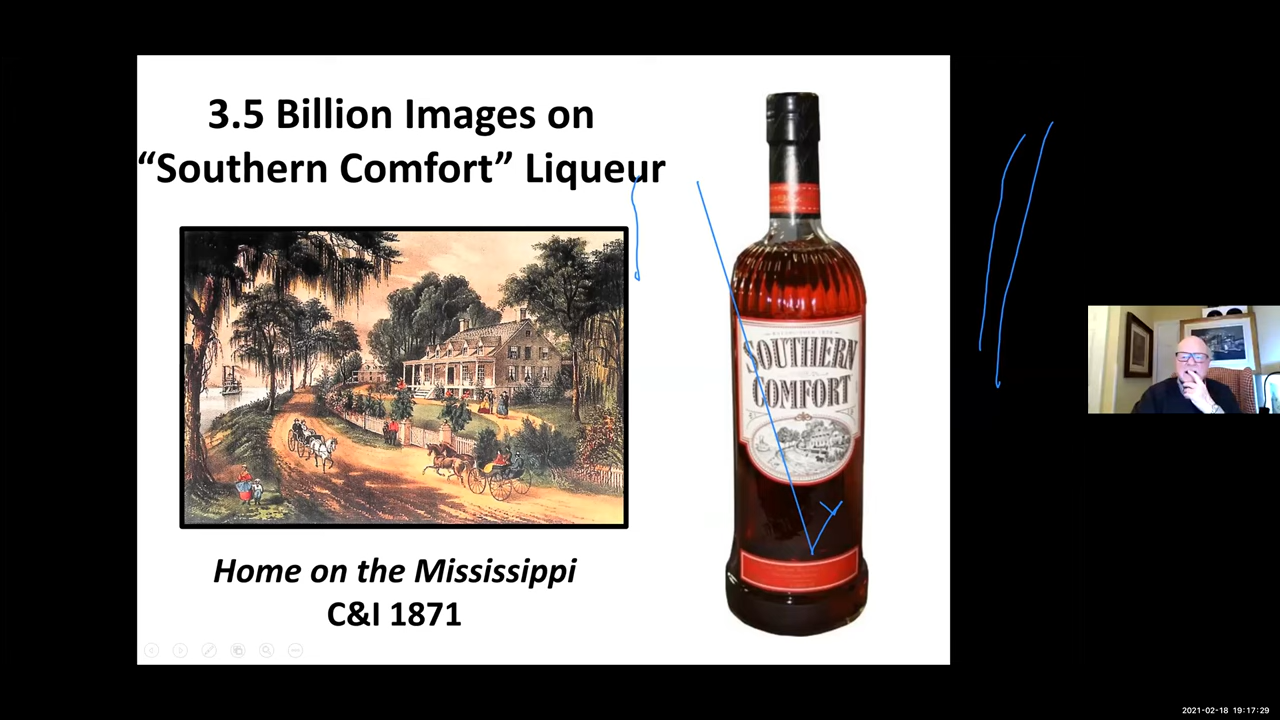 3.5 Billion Images on
“Southern Comfort” Liqueur
SOUTHERN
COMFORT
Home on the Mississippi
C&I 1871
2021-02-18 19:17:29